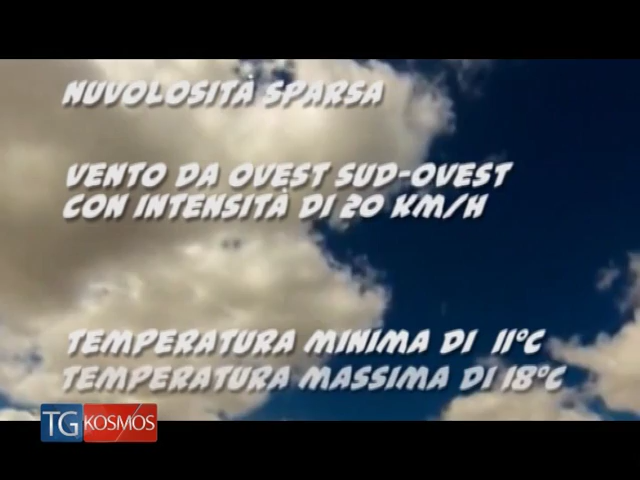 NUVOLOSITÀ SPARSA
VENTO DA OVEST SUD-OVEST
CON INTENSITÀ DI 20 KM/H
TEMPERATURA MINIMA DI 11°C
TEMPERATURA MASSIMA DI 18°C
TG KOSMOS